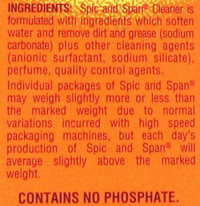 INGREDIENTS: Spic and Span® Cleaner is
formulated with ingredients which soften
water and remove dirt and grease (sodium
carbonate) plus other cleaning agents
(anionic surfactant, sodium silicate),
perfume, quality control agents.
Individual packages of Spic and Span®
may weigh slightly more or less than
the marked weight due to normal
variations incurred with high speed
packaging machines, but each day's
production of Spic and Span® will
average slightly above the marked
weight.
CONTAINS NO PHOSPHATE.